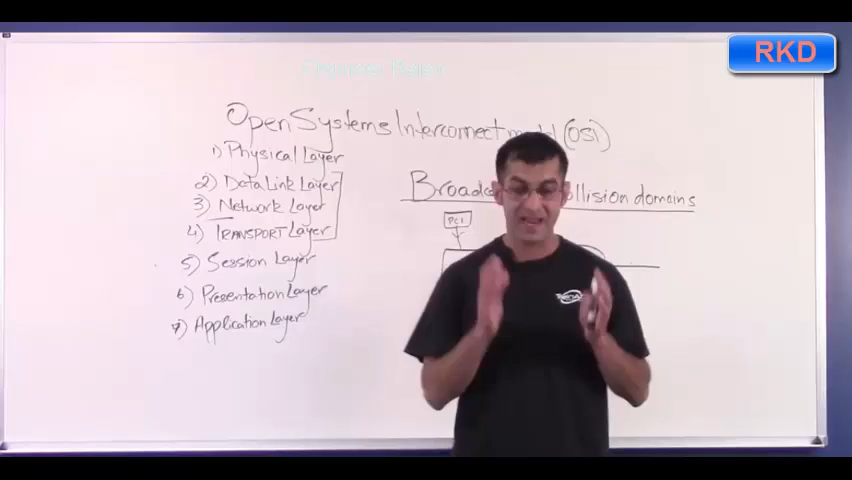 RKD
Open Systems Interconnect model (OSI)
1) Physical Layer
2) Data Link Layer
3) Network Layer
4) TRANSPORT Layer
5) Session Layer
6) Presentation Layer
7) Application Layer
Broadc ollision domains
PC1